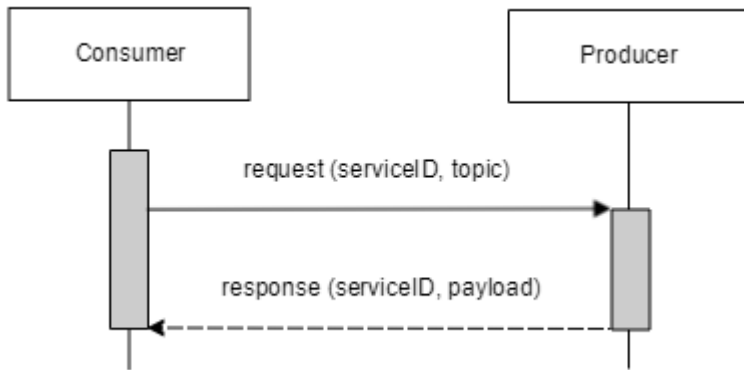 Consumer
Producer
request (serviceID, topic)
response (serviceID, payload)